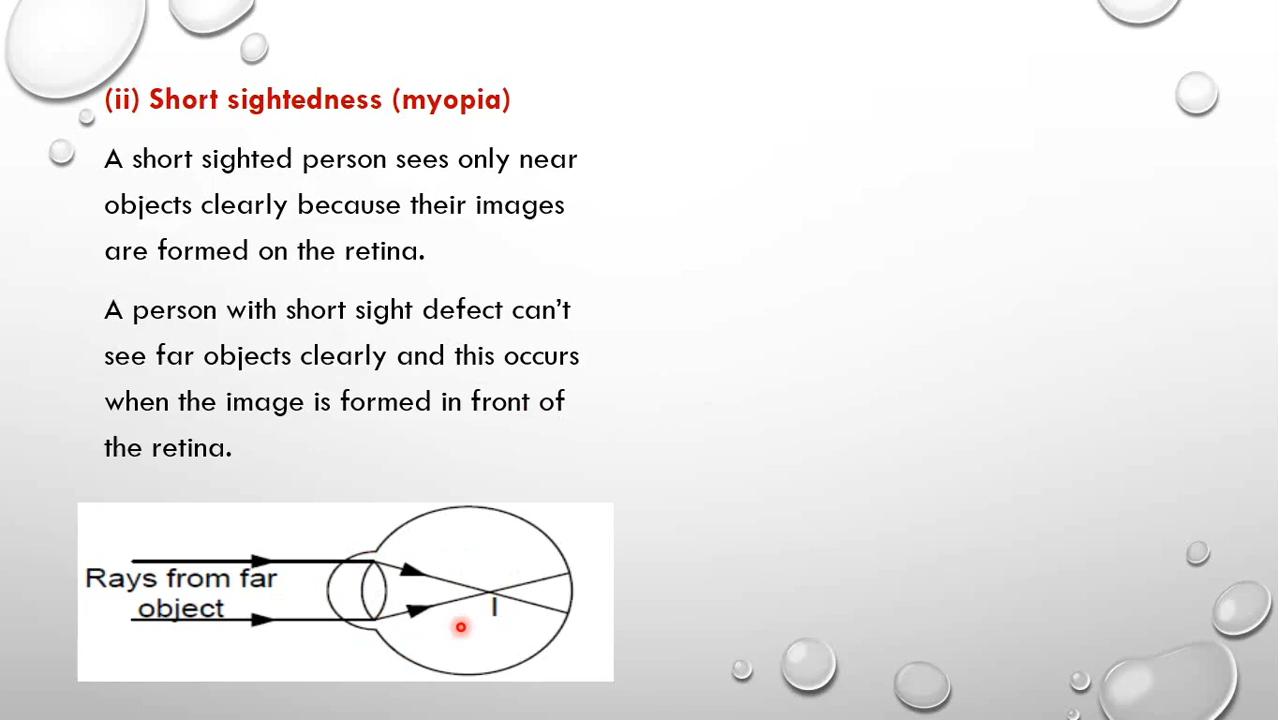 (ii) Short sightedness (myopia)
A short sighted person sees only near
objects clearly because their images
are formed on the retina.
A person with short sight defect can't
see far objects clearly and this occurs
when the image is formed in front of
the retina.
Rays from far
object
I